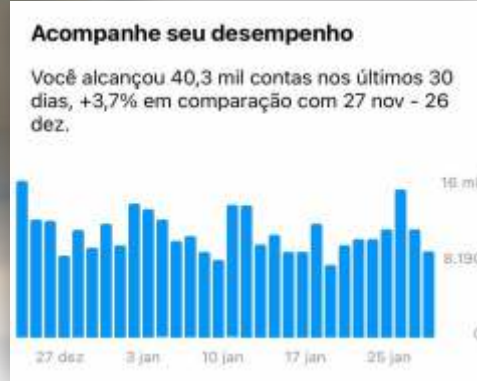 Acompanhe seu desempenho
Você alcançou 40,3 mil contas nos últimos 30
dias, +3,7% em comparação com 27 nov - 26
dez.
16 mil
8.190
0
27 dez
3 jan
10 jan
17 jan
25 jan